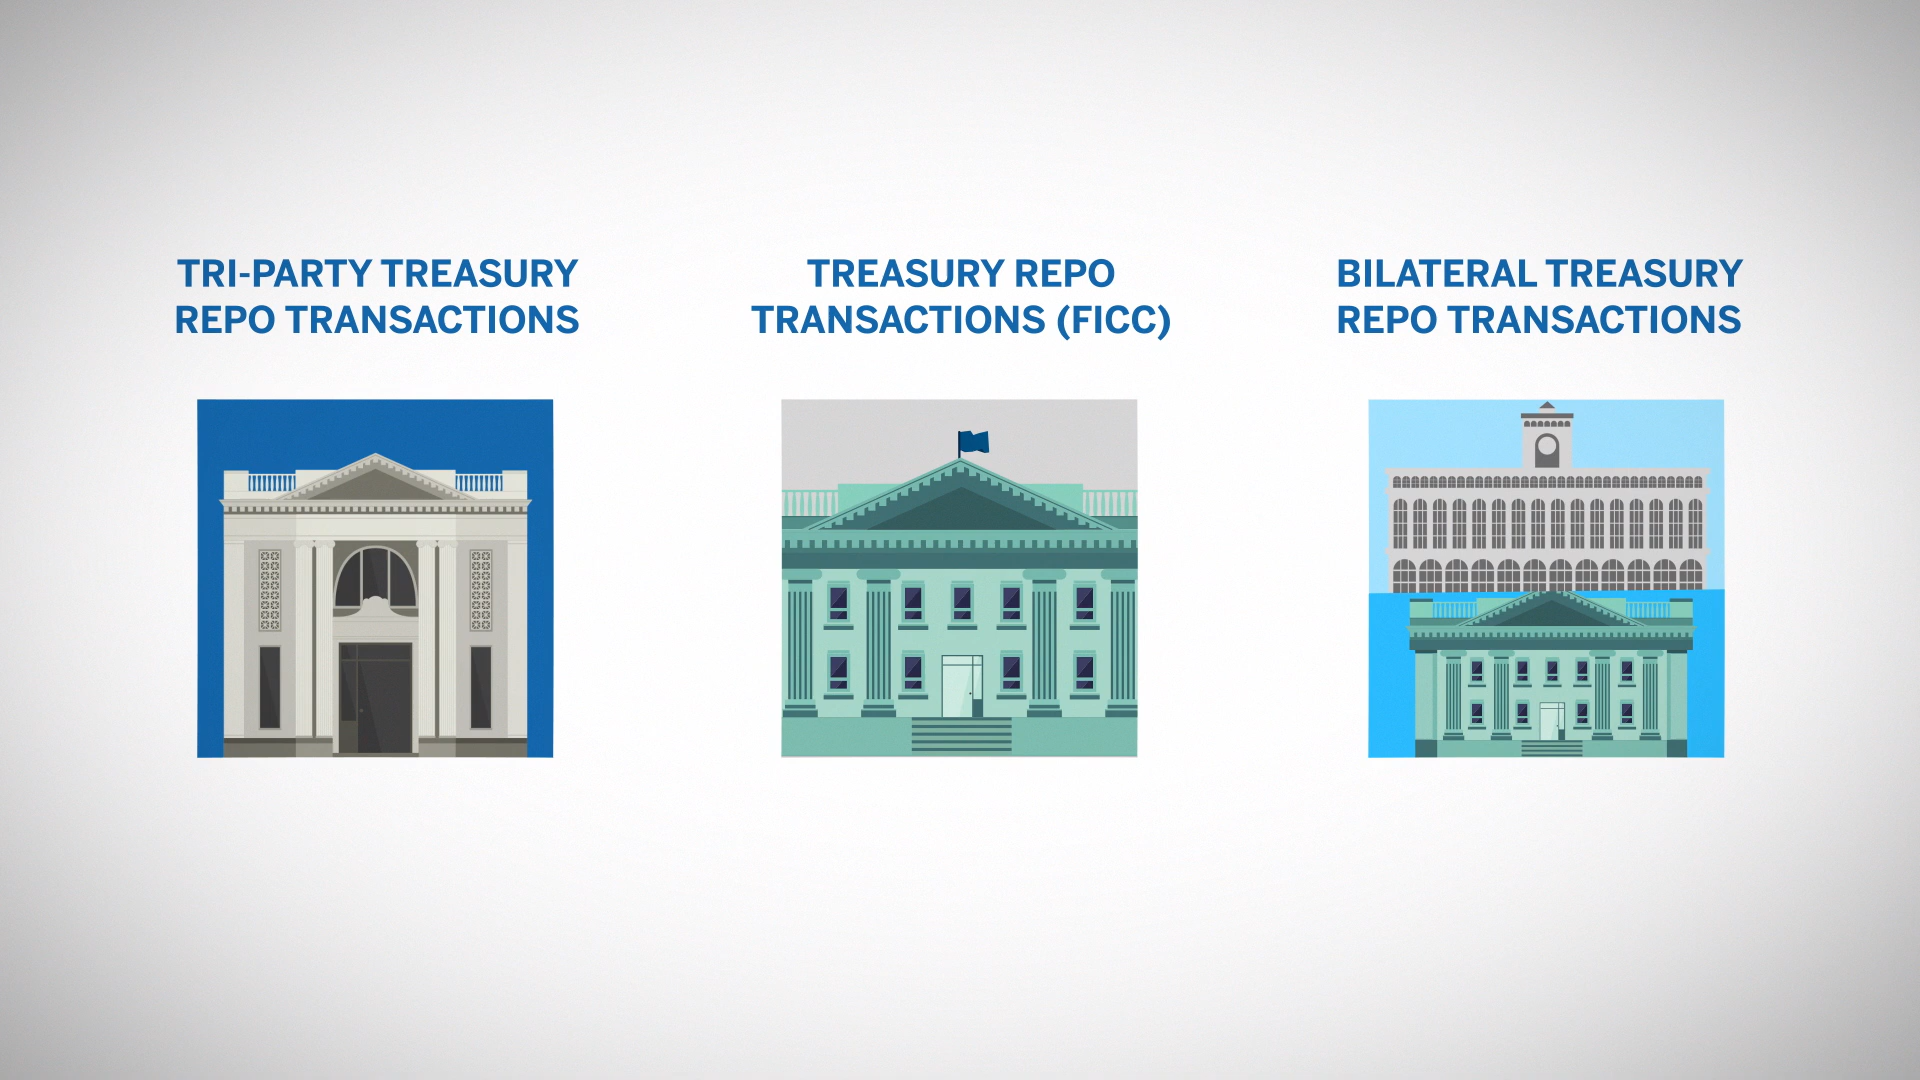 TRI-PARTY TREASURY
REPO TRANSACTIONS
TREASURY REPO
TRANSACTIONS (FICC)
BILATERAL TREASURY
REPO TRANSACTIONS